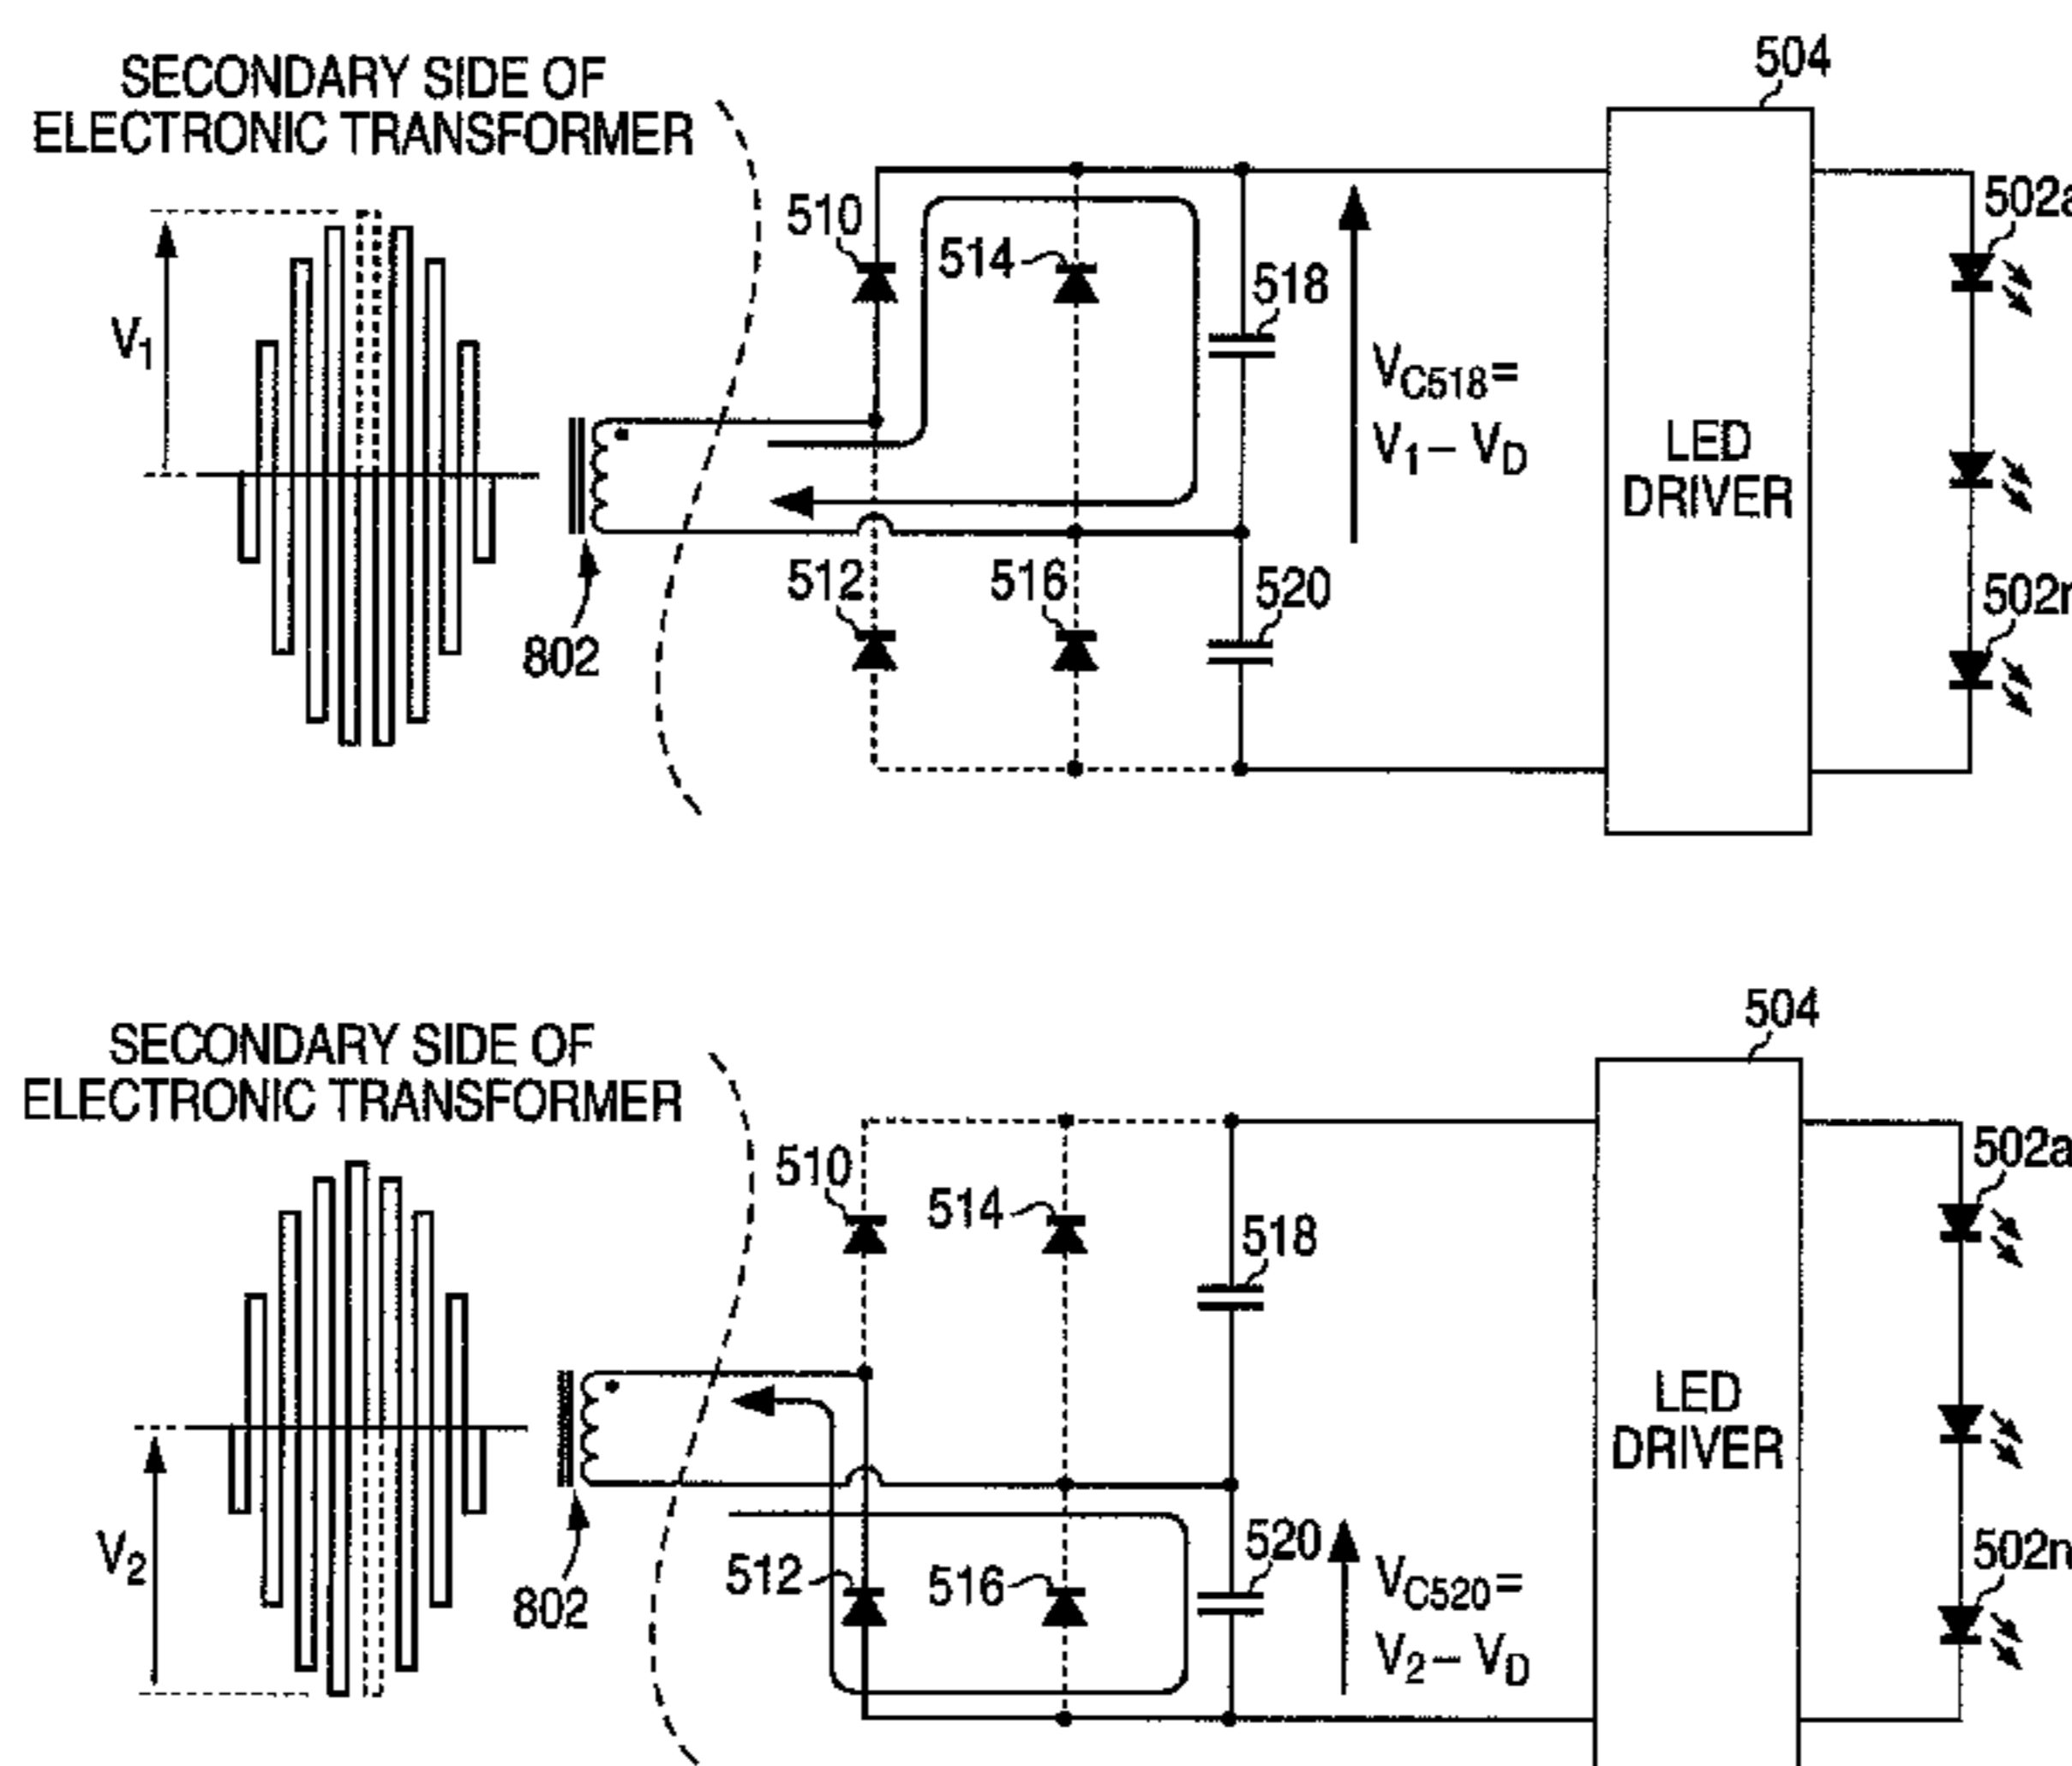 504
SECONDARY SIDE OF
ELECTRONIC TRANSFORMER
502a
510
514
518
V1
VC518=
V1 – VD
LED
DRIVER
512
516
520
802
504
SECONDARY SIDE OF
ELECTRONIC TRANSFORMER
502a
510
514
518
LED
DRIVER
V2
512
516
520
VC520=
V2 – VD
502n
802